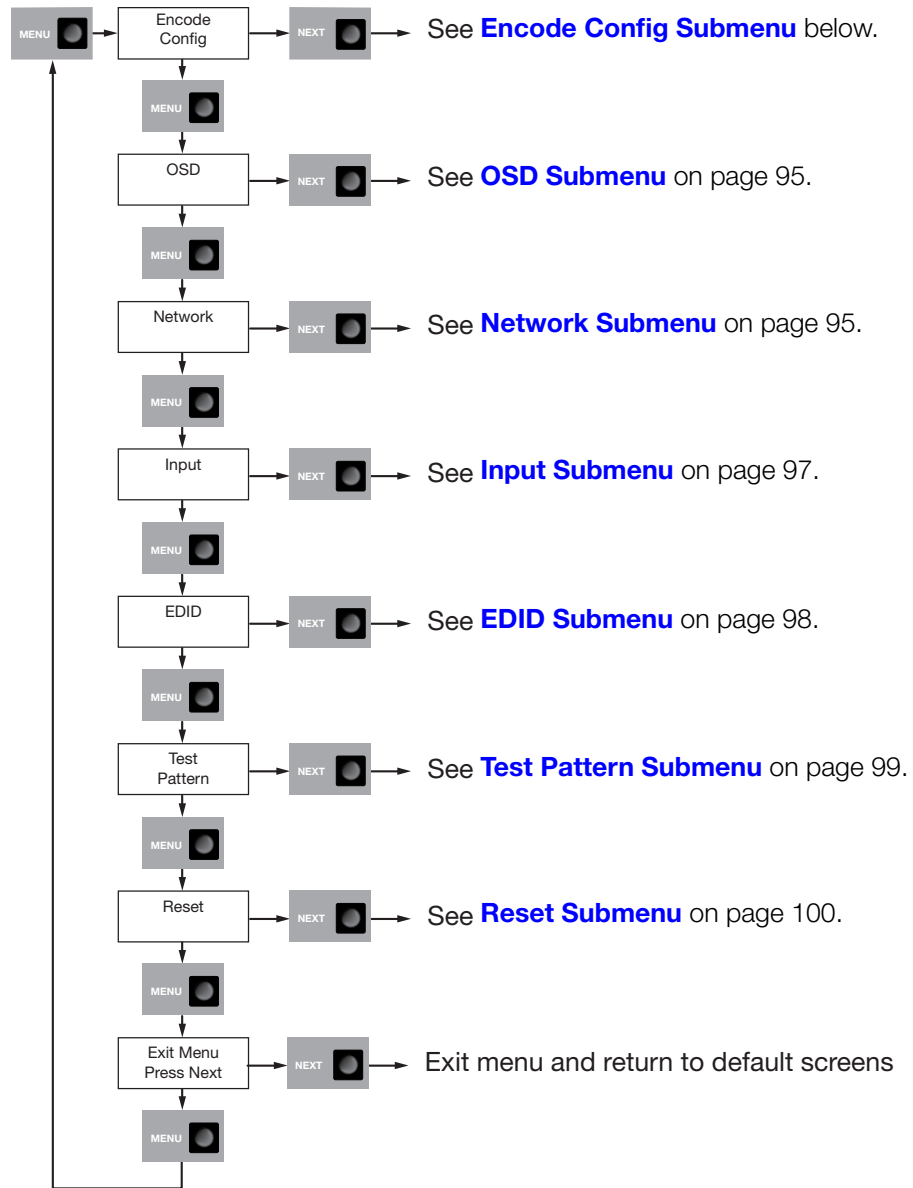 MENU
Encode
Config
NEXT
See Encode Config Submenu below.
MENU
OSD
NEXT
See OSD Submenu on page 95.
MENU
Network
NEXT
See Network Submenu on page 95.
MENU
Input
NEXT
See Input Submenu on page 97.
MENU
EDID
NEXT
See EDID Submenu on page 98.
MENU
Test
Pattern
NEXT
See Test Pattern Submenu on page 99.
MENU
Reset
NEXT
See Reset Submenu on page 100.
MENU
Exit Menu
Press Next
NEXT
Exit menu and return to default screens
MENU